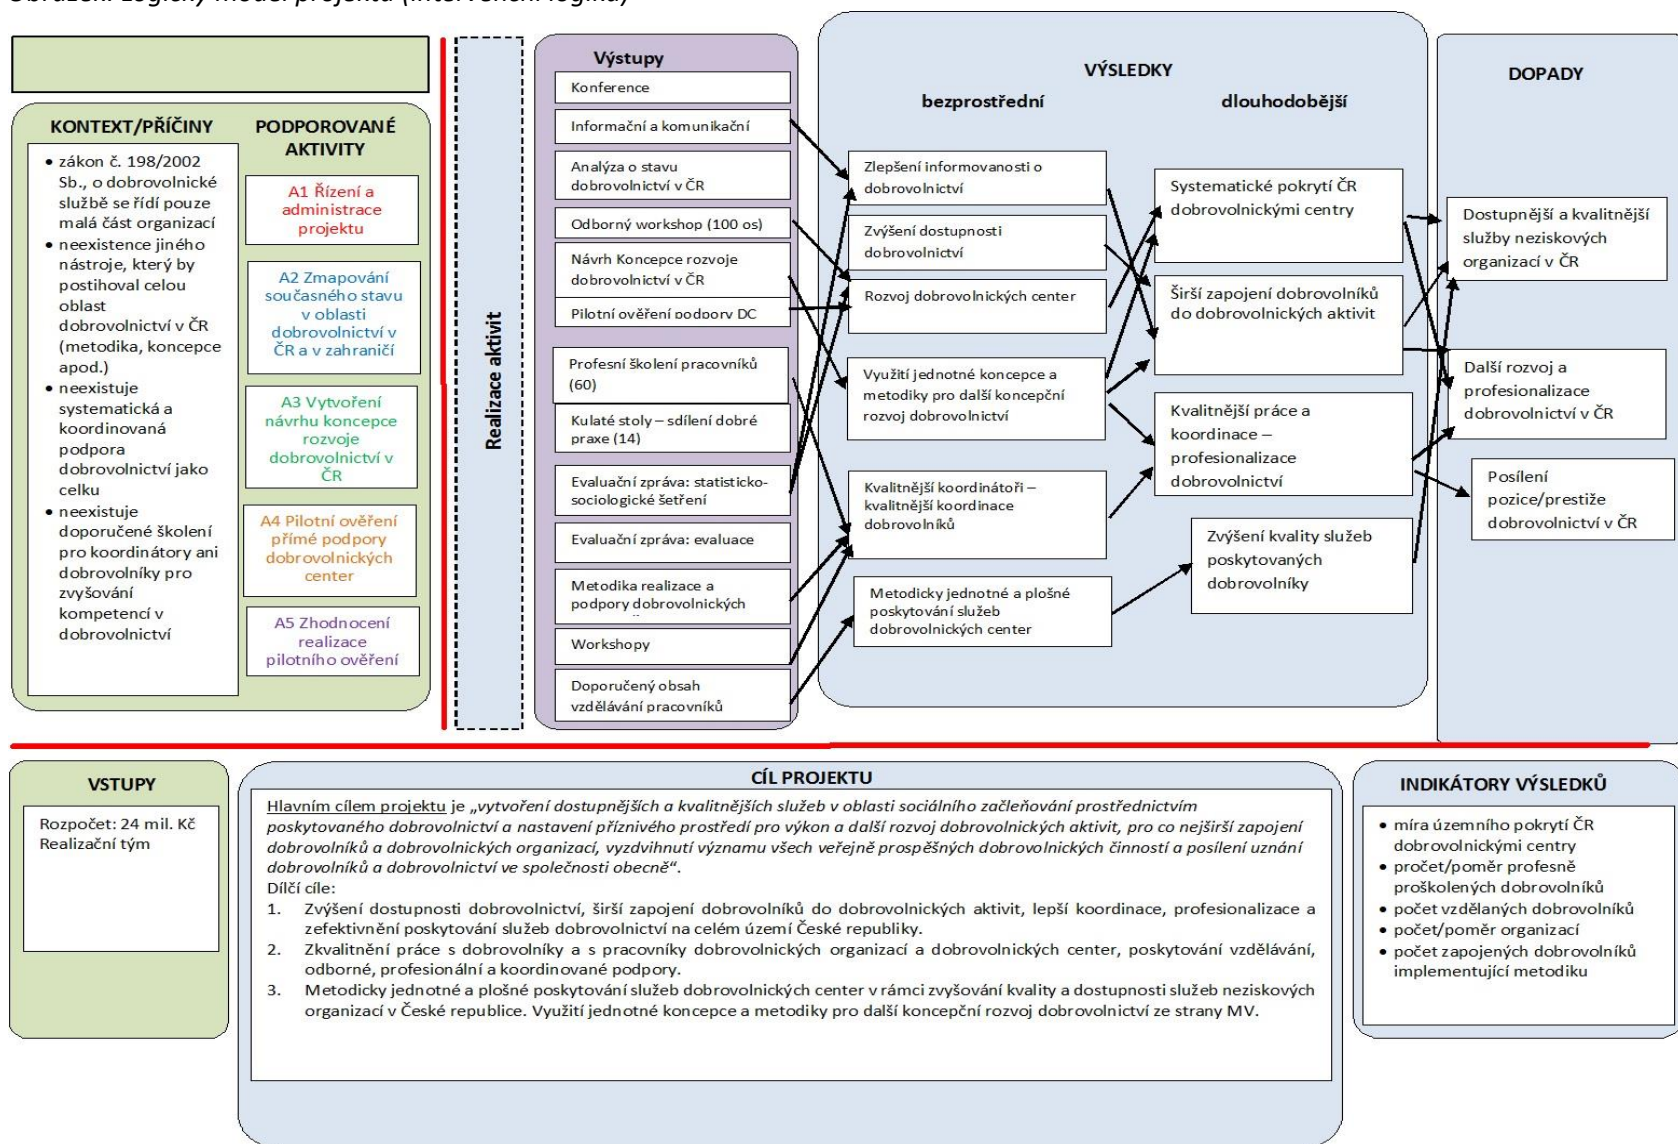 Obrázek: Logický model projektu (intervenční logika)
KONTEXT/PŘÍČINY
• zákon č. 198/2002
Sb., o dobrovolnické
službě se řídí pouze
malá část organizací
• neexistence jiného
nástroje, který by
postihoval celou
oblast
dobrovolnictví v ČR
(metodika, koncepce
apod.)
• neexistuje
systematická a
koordinovaná
podpora
dobrovolnictví jako
celku
• neexistuje
doporučené školení
pro koordinátory ani
dobrovolníky pro
zvyšování
kompetencí v
dobrovolnictví
PODPOROVANÉ
AKTIVITY
A1 Řízení a
administrace
projektu
A2 Zmapování
současného stavu
v oblasti
dobrovolnictví v
ČR a v zahraničí
A3 Vytvoření
návrhu koncepce
rozvoje
dobrovolnictví v
ČR
A4 Pilotní ověření
přímé podpory
dobrovolnických
center
A5 Zhodnocení
realizace
pilotního ověření
Realizace aktivit
Výstupy
Konference
Informační a komunikační
Analýza o stavu
dobrovolnictví v ČR
Odborný workshop (100 os)
Návrh Koncepce rozvoje
dobrovolnictví v ČR
Pilotní ověření podpory DC
Profesní školení pracovníků
(60)
Kulaté stoly – sdílení dobré
praxe (14)
Evaluační zpráva: statisticko-
sociologické šetření
Evaluační zpráva: evaluace
Metodika realizace a
podpory dobrovolnických
Workshopy
Doporučený obsah
vzdělávání pracovníků
VÝSLEDKY
bezprostřední
Zlepšení informovanosti o
dobrovolnictví
Zvýšení dostupnosti
dobrovolnictví
Rozvoj dobrovolnických center
Využití jednotné koncepce a
metodiky pro další koncepční
rozvoj dobrovolnictví
Kvalitnější koordinátoři –
kvalitnější koordinace
dobrovolníků
Metodicky jednotné a plošné
poskytování služeb
dobrovolnických center
dlouhodobější
Systematické pokrytí ČR
dobrovolnickými centry
Širší zapojení dobrovolníků
do dobrovolnických aktivit
Kvalitnější práce a
koordinace –
profesionalizace
dobrovolnictví
Zvýšení kvality služeb
poskytovaných
dobrovolníky
DOPADY
Dostupnější a kvalitnější
služby neziskových
organizací v ČR
Další rozvoj a
profesionalizace
dobrovolnictví v ČR
Posílení
pozice/prestiže
dobrovolnictví v ČR
VSTUPY
Rozpočet: 24 mil. Kč
Realizační tým
CÍL PROJEKTU
Hlavním cílem projektu je „vytvoření dostupnějších a kvalitnějších služeb v oblasti sociálního začleňování prostřednictvím
poskytovaného dobrovolnictví a nastavení příznivého prostředí pro výkon a další rozvoj dobrovolnických aktivit, pro co nejširší zapojení
dobrovolníků a dobrovolnických organizací, vyzdvihnutí významu všech veřejně prospěšných dobrovolnických činností a posílení uznání
dobrovolníků a dobrovolnictví ve společnosti obecně“.
Dílčí cíle:
1. Zvýšení dostupnosti dobrovolnictví, širší zapojení dobrovolníků do dobrovolnických aktivit, lepší koordinace, profesionalizace a
zefektivnění poskytování služeb dobrovolnictví na celém území České republiky.
2. Zkvalitnění práce s dobrovolníky a s pracovníky dobrovolnických organizací a dobrovolnických center, poskytování vzdělávání,
odborné, profesionální a koordinované podpory.
3. Metodicky jednotné a plošné poskytování služeb dobrovolnických center v rámci zvyšování kvality a dostupnosti služeb neziskových
organizací v České republice. Využití jednotné koncepce a metodiky pro další koncepční rozvoj dobrovolnictví ze strany MV.
INDIKÁTORY VÝSLEDKŮ
• míra územního pokrytí ČR
dobrovolnickými centry
• pročet/poměr profesně
proškolených dobrovolníků
• počet vzdělaných dobrovolníků
• počet/poměr organizací
• počet zapojených dobrovolníků
implementující metodiku